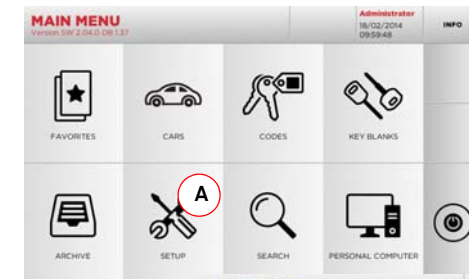 MAIN MENU
Version SW 2.04.0 DB 1.37
Administrator
18/02/2014
09:59:48
INFO
FAVORITES
CARS
CODES
KEY BLANKS
A
ARCHIVE
SETUP
SEARCH
PERSONAL COMPUTER